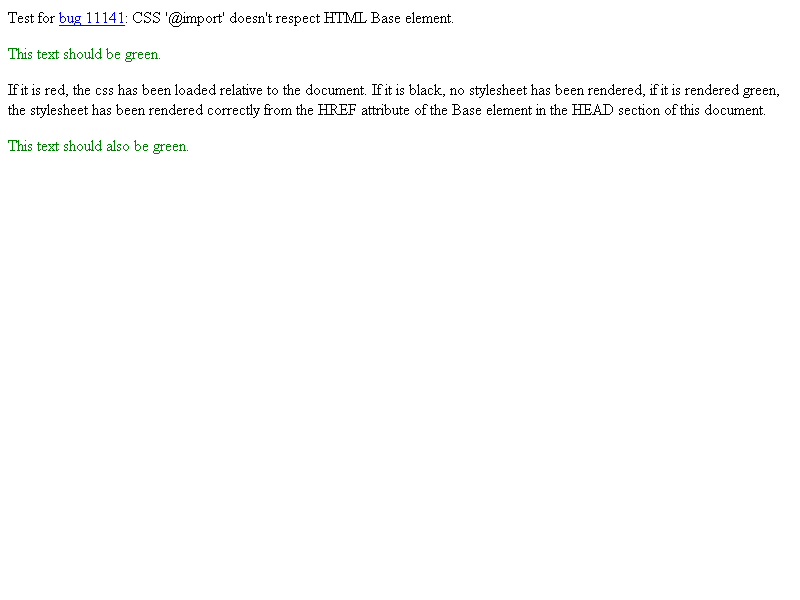 Test for bug 11141: CSS '@import' doesn't respect HTML Base element.
This text should be green.
If it is red, the css has been loaded relative to the document. If it is black, no stylesheet has been rendered, if it is rendered green,
the stylesheet has been rendered correctly from the HREF attribute of the Base element in the HEAD section of this document.
This text should also be green.